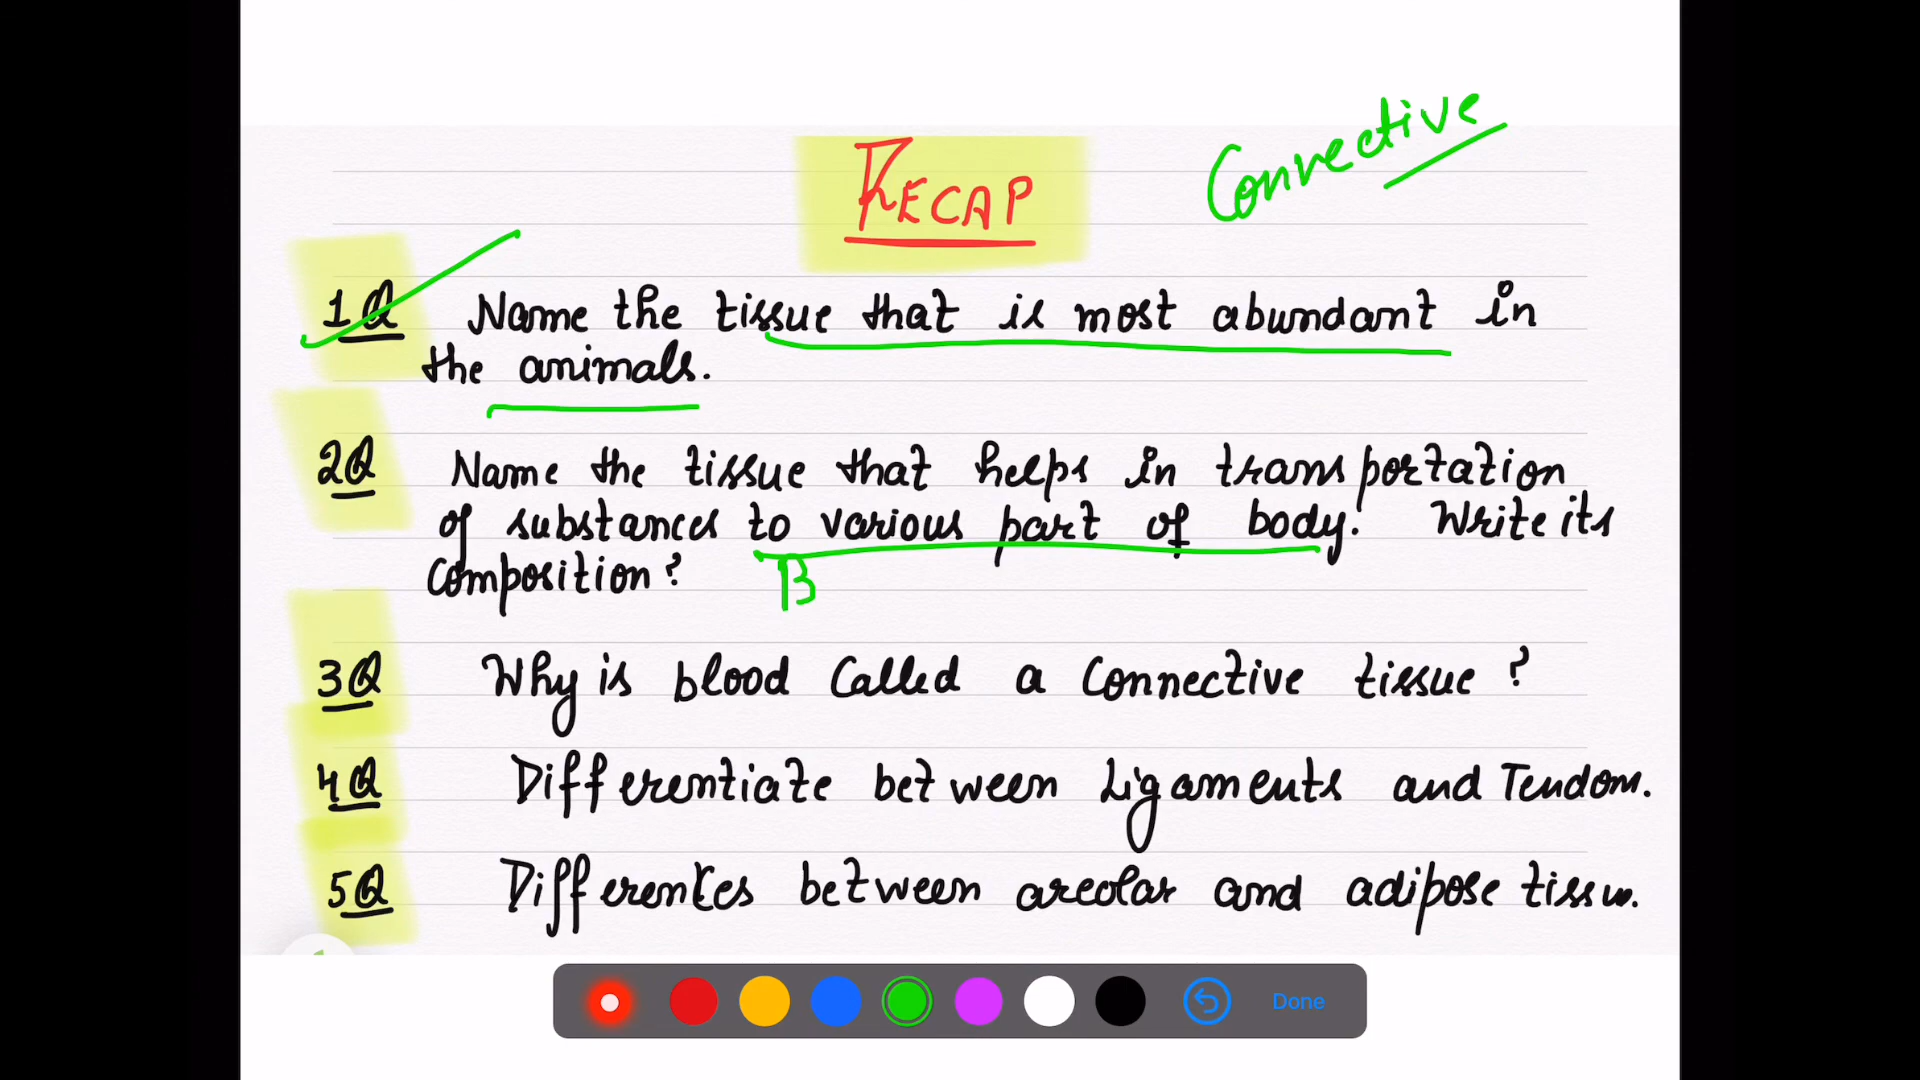 Connective
RECAP
1Q Name the tissue that is most abundant in
the animals.
2Q Name the tissue that helps in transportation
of substances to various part of body. Write its
Composition?
B
3Q Why is blood Called a Connective tissue?
4Q Differentiate between Ligaments and Tendon.
5Q Differences between areolar and adipose tissue.
Done